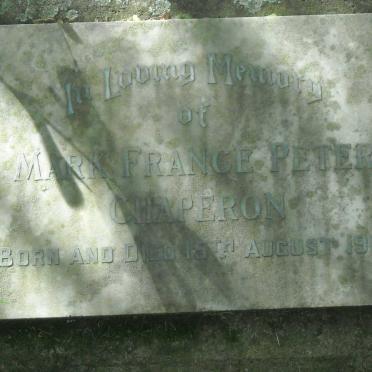 In Loving Memory
of
MARK FRANCE PETER
CHAPERON
BORN AND DIED 15TH AUGUST 19